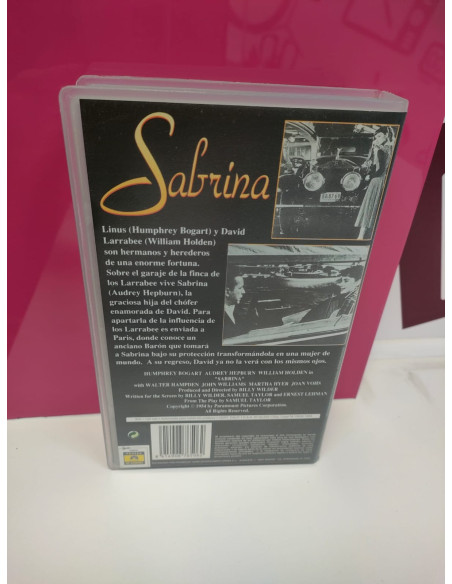 Sabrina
Linus (Humphrey Bogart) y David
Larrabee (William Holden)
son hermanos y herederos
de una enorme fortuna.
Sobre el garaje de la finca de
los Larrabee vive Sabrina
(Audrey Hepburn), la
graciosa hija del chófer
enamorada de David. Para
apartarla de la influencia de
los Larrabee es enviada a
París, donde conoce un
anciano Barón que tomará
a Sabrina bajo su protección transformándola en una mujer de
mundo. A su regreso, David ya no la verá con los mismos ojos.
HUMPHREY BOGART AUDREY HEPBURN WILLIAM HOLDEN in
"SABRINA"
with WALTER HAMPDEN JOHN WILLIAMS MARTHA HYER JOAN VOHS
Produced and Directed by BILLY WILDER
Written for the Screen by BILLY WILDER, SAMUEL TAYLOR and ERNEST LEHMAN
From The Play by SAMUEL TAYLOR
Copyright © 1954 by Paramount Pictures Corporation
All Rights Reserved.